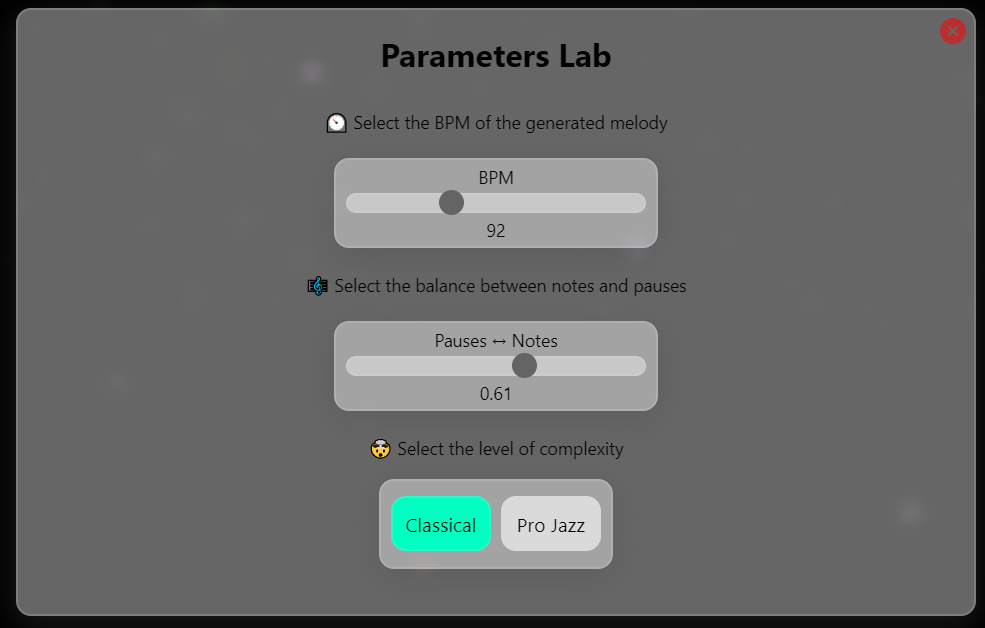 Parameters Lab
Select the BPM of the generated melody
BPM
92
Select the balance between notes and pauses
Pauses ↔ Notes
0.61
Select the level of complexity
Classical
Pro Jazz